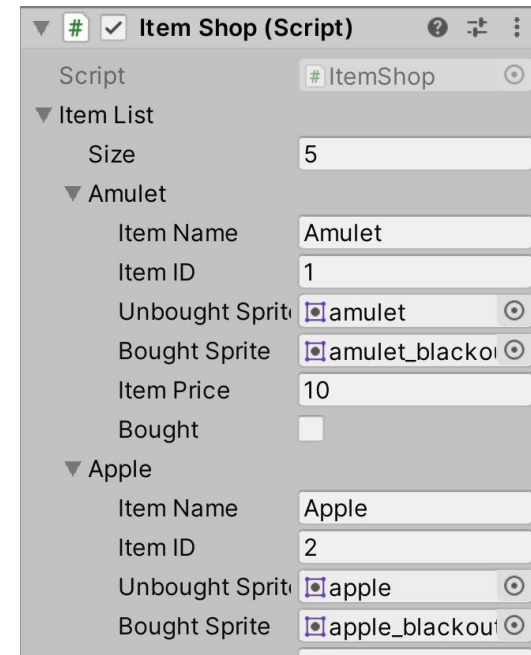 # Item Shop (Script)
Script # ItemShop
Item List
Size 5
Amulet
Item Name Amulet
Item ID 1
Unbought Sprit amulet
Bought Sprite amulet_blackou
Item Price 10
Bought
Apple
Item Name Apple
Item ID 2
Unbought Sprit apple
Bought Sprite apple_blackout